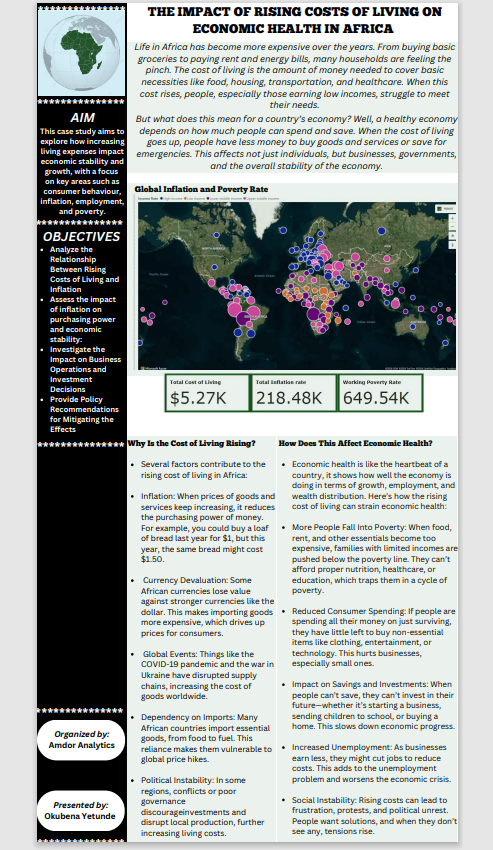 THE IMPACT OF RISING COSTS OF LIVING ON
ECONOMIC HEALTH IN AFRICA
Life in Africa has become more expensive over the years. From buying basic
groceries to paying rent and energy bills, many households are feeling the
pinch. The cost of living is the amount of money needed to cover basic
necessities like food, housing, transportation, and healthcare. When this
cost rises, people, especially those earning low incomes, struggle to meet
their needs.
But what does this mean for a country's economy? Well, a healthy economy
depends on how much people can spend and save. When the cost of living
goes up, people have less money to buy goods and services or save for
emergencies. This affects not just individuals, but businesses, governments,
and the overall stability of the economy.
AIM
This case study aims to
explore how increasing
living expenses impact
economic stability and
growth, with a focus
on key areas such as
consumer behaviour,
inflation, employment,
and poverty.
OBJECTIVES
• Analyze the
Relationship
Between Rising
Costs of Living and
Inflation
• Assess the impact
of inflation on
purchasing power
and economic
stability:
• Investigate the
Impact on Business
Operations and
Investment
Decisions
• Provide Policy
Recommendations
for Mitigating the
Effects
Organized by:
Amdor Analytics
Presented by:
Okubena Yetunde
Global Inflation and Poverty Rate
Total Cost of Living
$5.27K
Total Inflation rate
218.48K
Working Poverty Rate
649.54K
Why Is the Cost of Living Rising?
• Several factors contribute to the
rising cost of living in Africa:
• Inflation: When prices of goods and
services keep increasing, it reduces
the purchasing power of money.
For example, you could buy a loaf
of bread last year for $1, but this
year, the same bread might cost
$1.50.
• Currency Devaluation: Some
African currencies lose value
against stronger currencies like the
dollar. This makes importing goods
more expensive, which drives up
prices for consumers.
• Global Events: Things like the
COVID-19 pandemic and the war in
Ukraine have disrupted supply
chains, increasing the cost of
goods worldwide.
• Dependency on Imports: Many
African countries import essential
goods, from food to fuel. This
reliance makes them vulnerable to
global price hikes.
• Political Instability: In some
regions, conflicts or poor
governance
discourageinvestments and
disrupt local production, further
increasing living costs.
How Does This Affect Economic Health?
• Economic health is like the heartbeat of a
country, it shows how well the economy is
doing in terms of growth, employment, and
wealth distribution. Here's how the rising cost
of living can strain economic health:
• More People Fall Into Poverty: When food,
rent, and other essentials become too
expensive, families with limited incomes are
pushed below the poverty line. They can't
afford proper nutrition, healthcare, or
education, which traps them in a cycle of
poverty.
• Reduced Consumer Spending: If people are
spending all their money on just surviving,
they have little left to buy non-essential
items like clothing, entertainment, or
technology. This hurts businesses,
especially small ones.
• Impact on Savings and Investments: When
people can't save, they can't invest in their
future—whether it's starting a business,
sending children to school, or buying a
home. This slows down economic progress.
• Increased Unemployment: As businesses
earn less, they might cut jobs to reduce
costs. This adds to the unemployment
problem and worsens the economic crisis.
• Social Instability: Rising costs can lead to
frustration, protests, and political unrest.
People want solutions, and when they don't
see any, tensions rise.